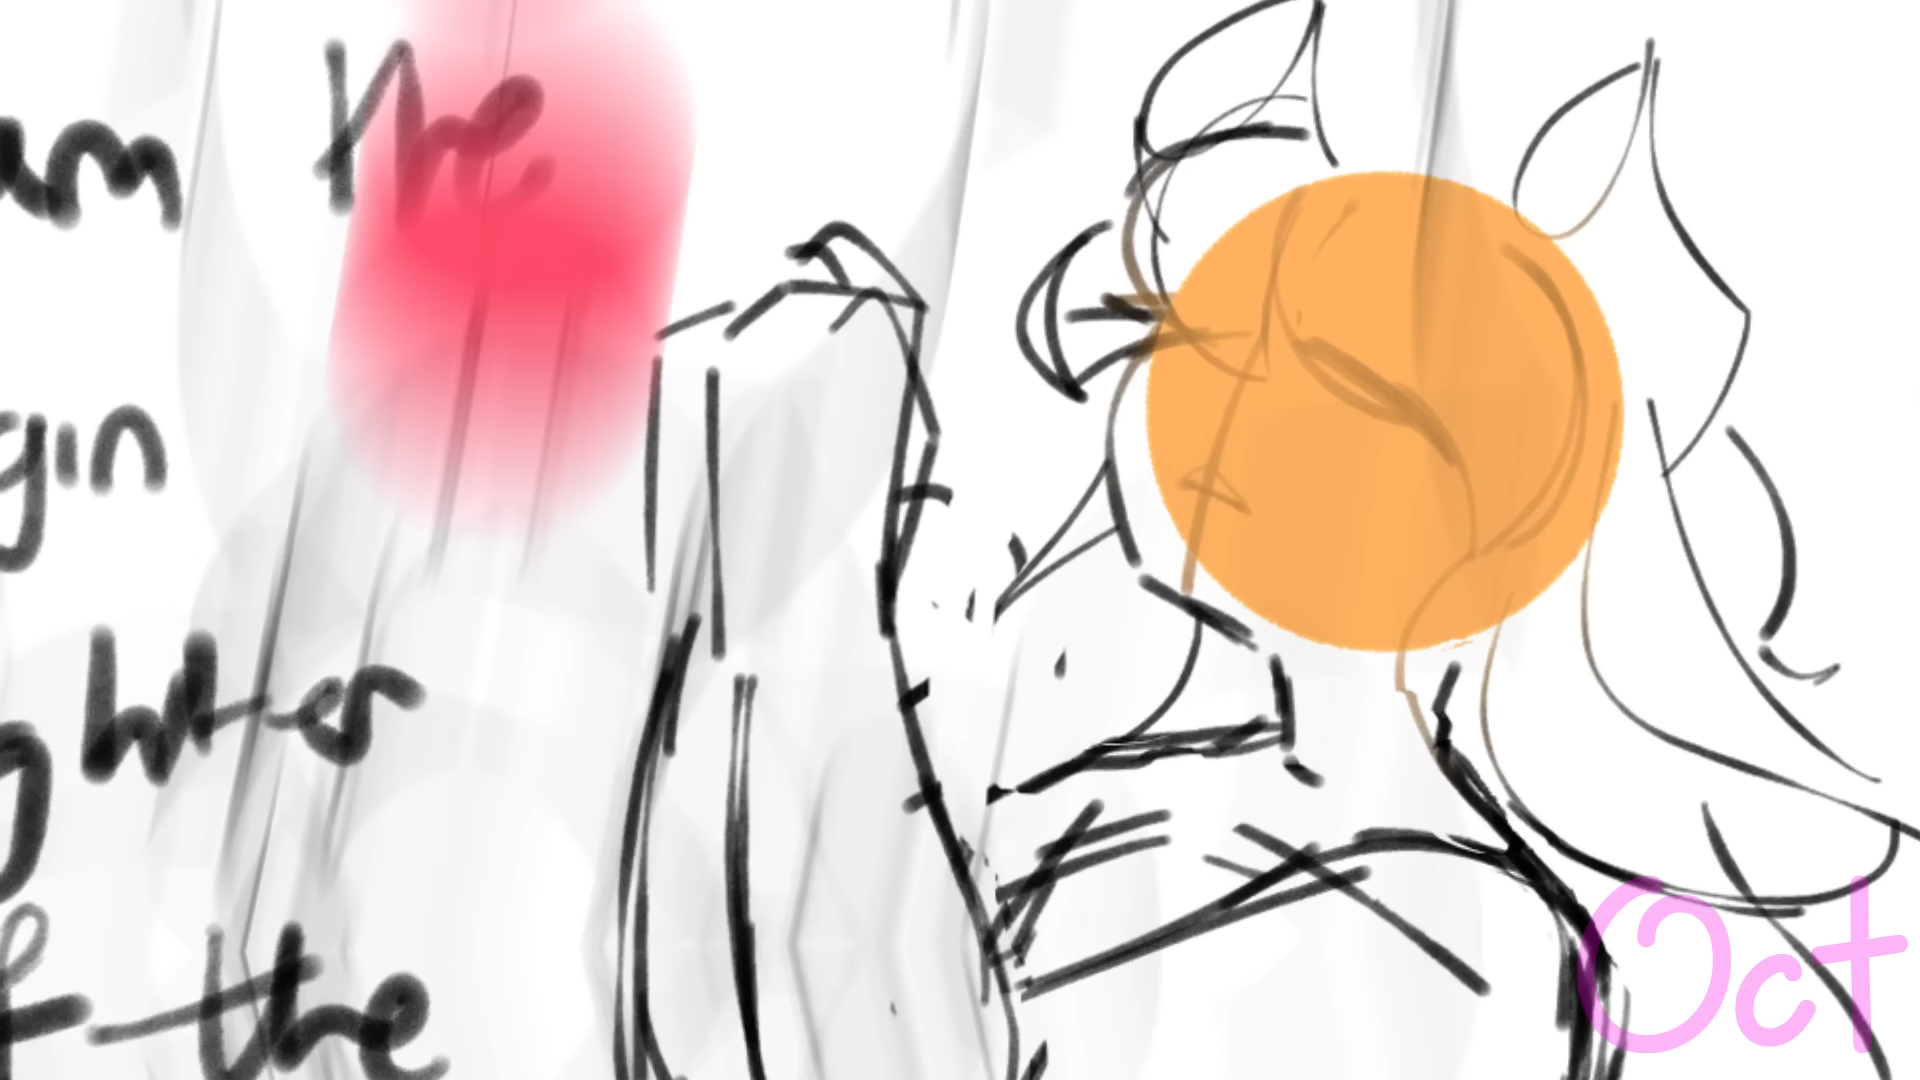 am the
gin
ghter
f the
Oct